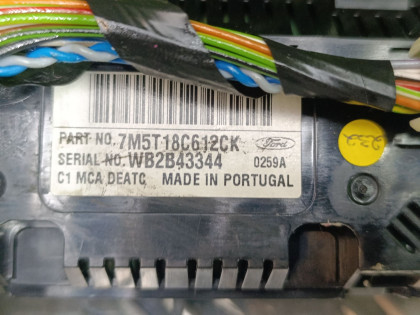 PART NO. 7M5T18C612CK Ford
SERIAL NO. WB2B43344 0259A
C1 MCA DEATC MADE IN PORTUGAL